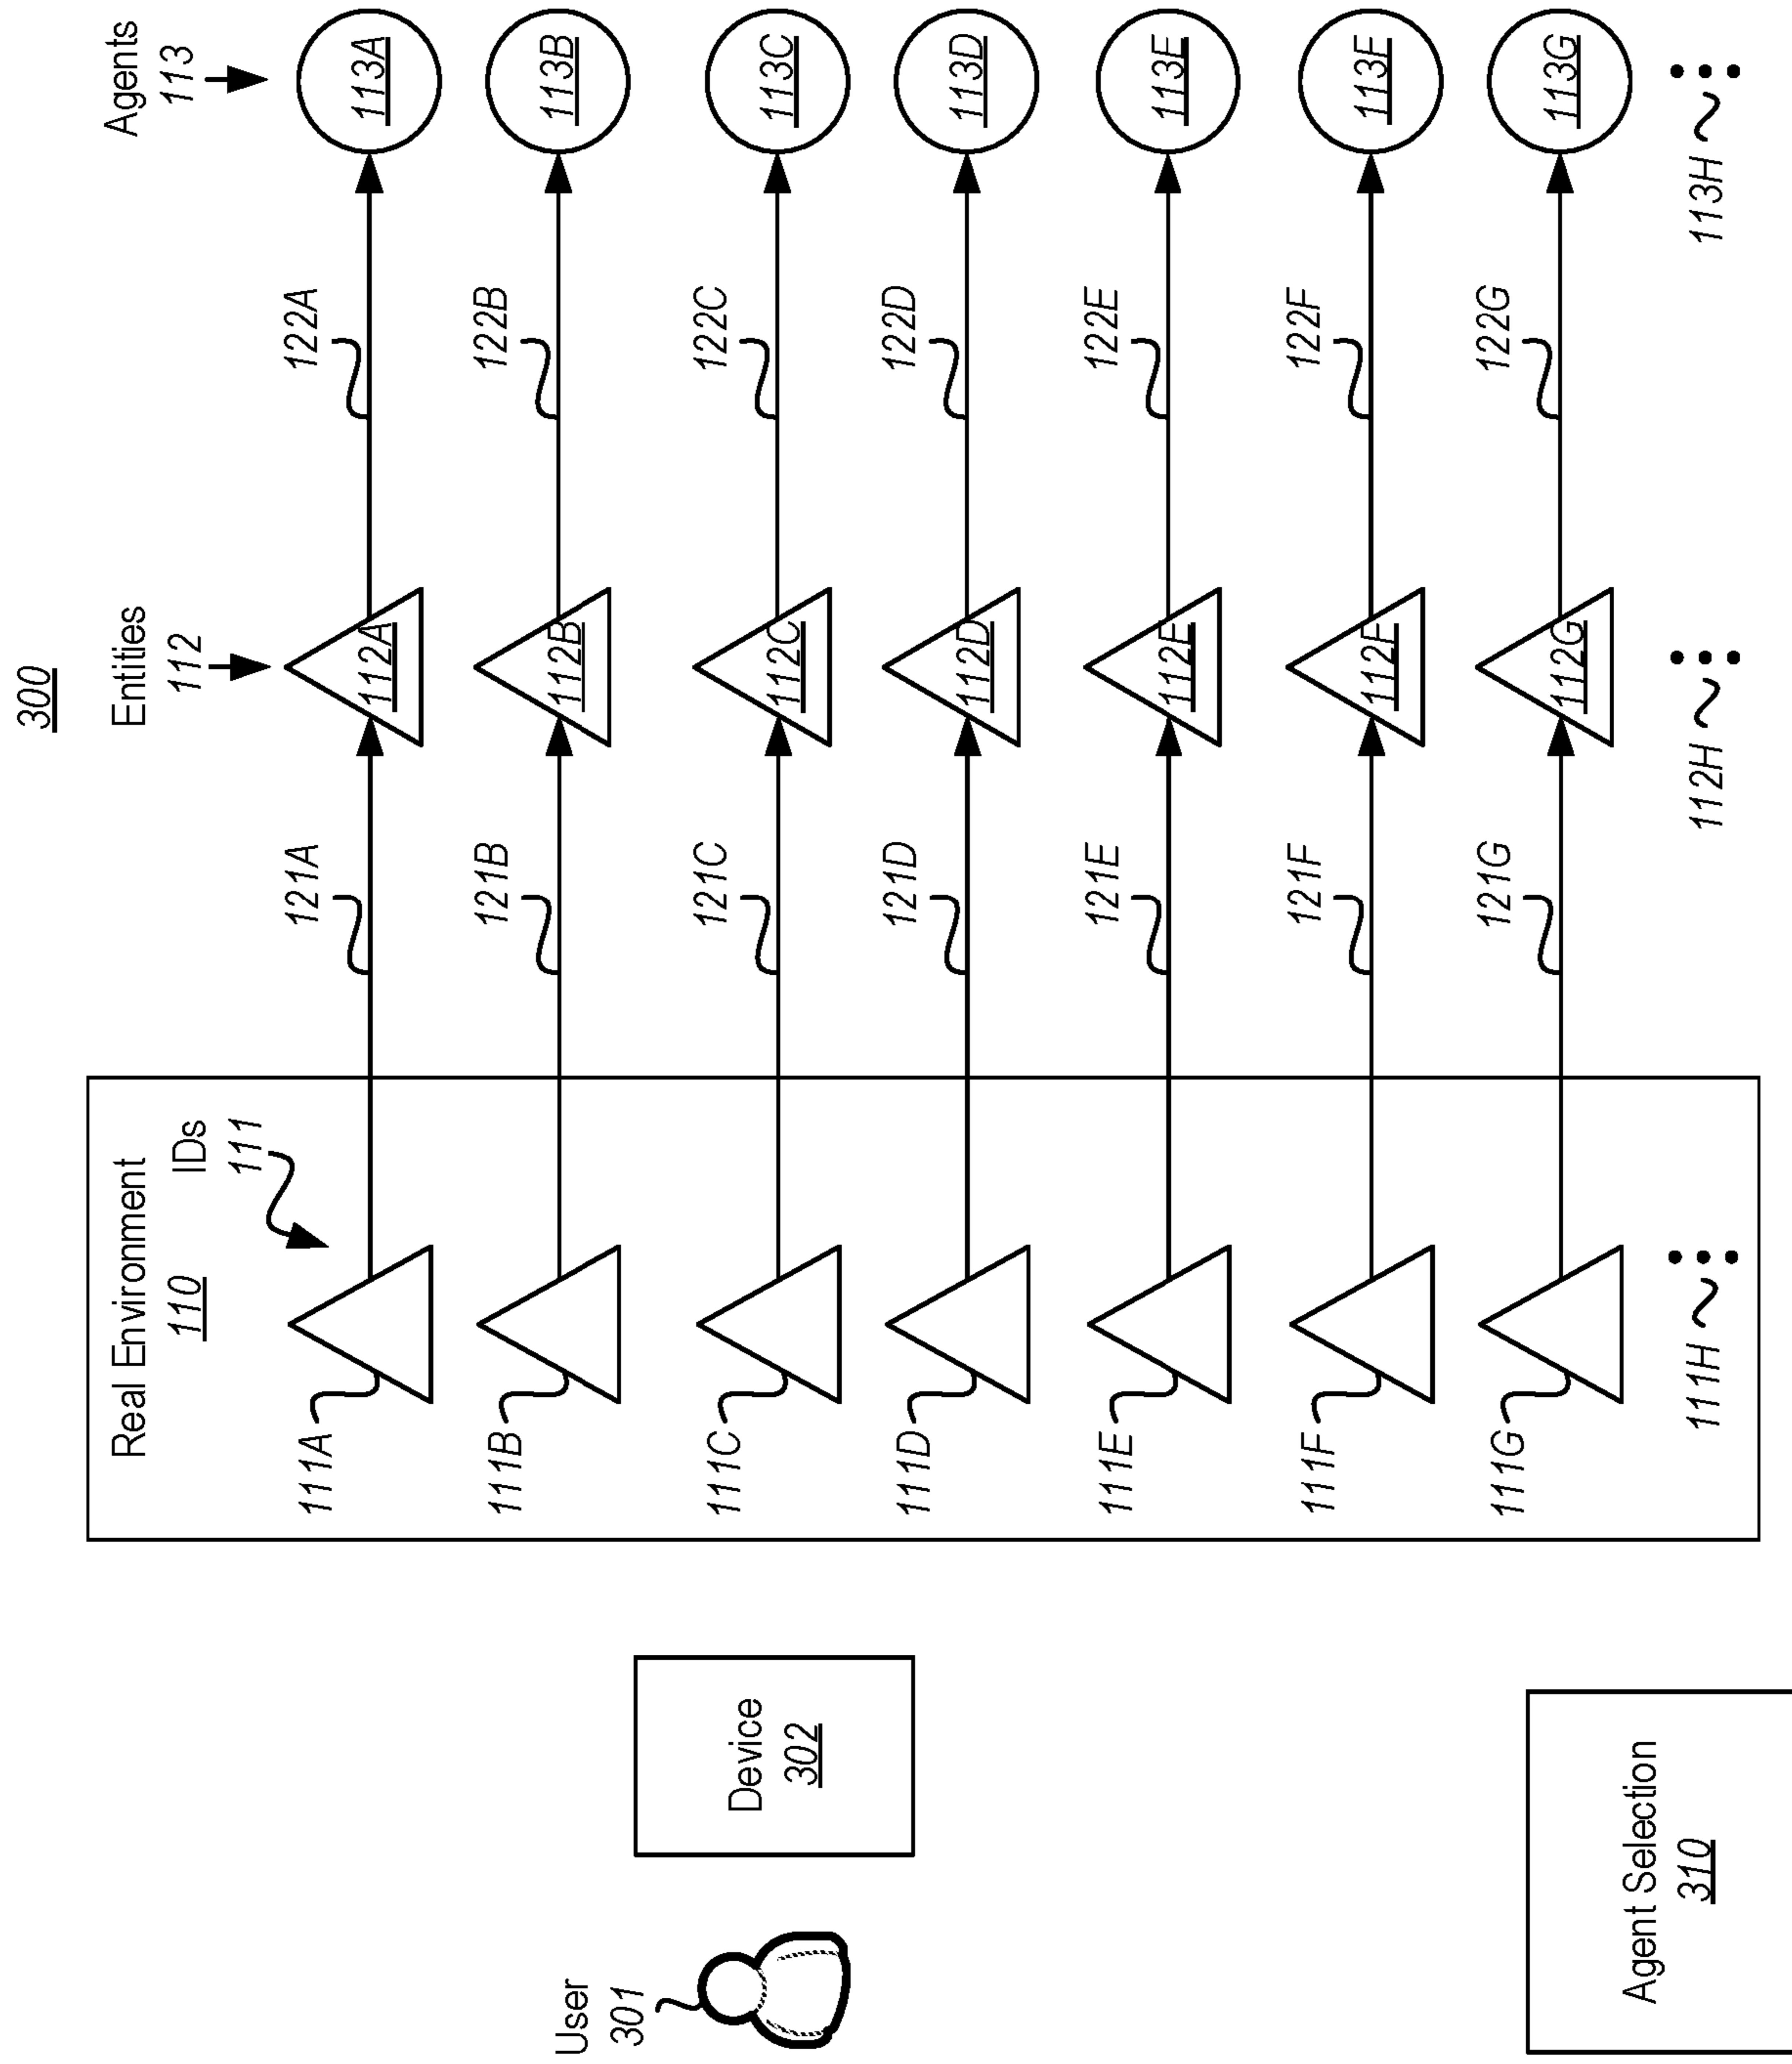 300
Real Environment
110
IDs
111
Entities
112
Agents
113
111A
121A
112A
122A
113A
111B
121B
112B
122B
113B
User
301
Device
302
111C
121C
112C
122C
113C
111D
121D
112D
122D
113D
111E
121E
112E
122E
113E
111F
121F
112F
122F
113F
111G
121G
112G
122G
113G
Agent Selection
310
111H
112H
113H